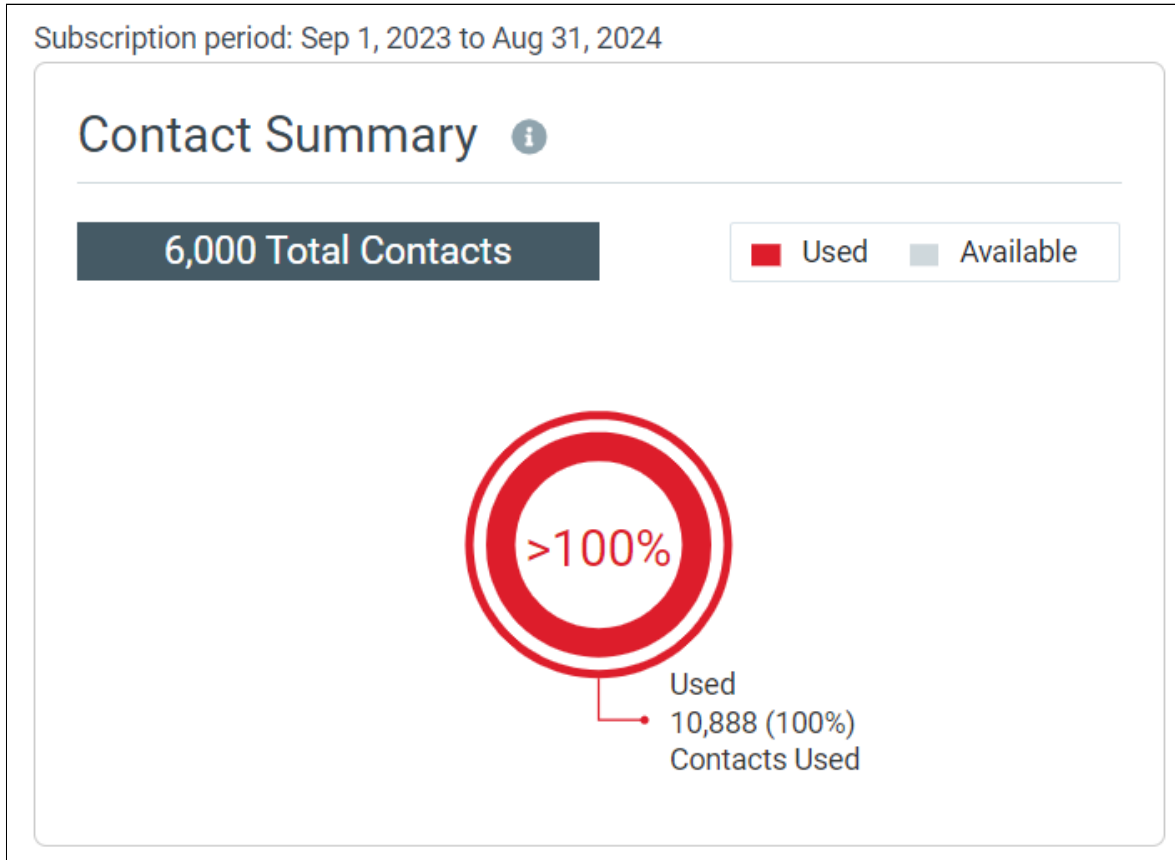 Subscription period: Sep 1, 2023 to Aug 31, 2024
Contact Summary
6,000 Total Contacts
Used
Available
>100%
Used
10,888 (100%)
Contacts Used